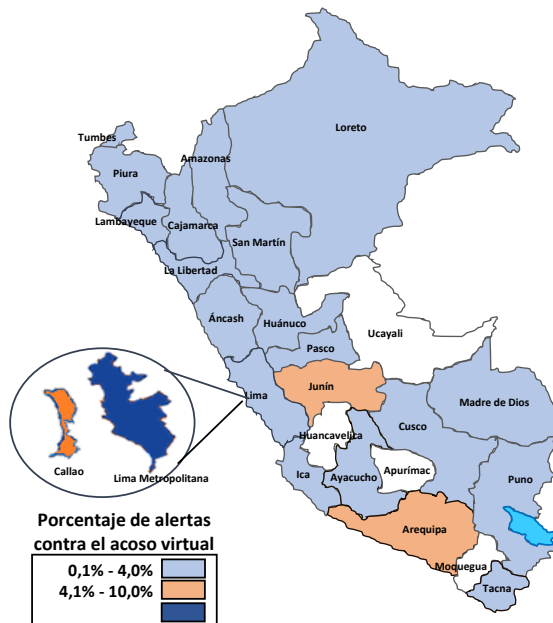 Loreto
Tumbes
Amazonas
Piura
Lambayeque
Cajamarca
San Martín
La Libertad
Áncash
Huánuco
Ucayali
Pasco
Junín
Lima
Madre de Dios
Huancavelica
Cusco
Callao
Lima Metropolitana
Ica
Ayacucho
Apurímac
Puno
Arequipa
Moquegua
Tacna
Porcentaje de alertas
contra el acoso virtual
0,1% - 4,0%
4,1% - 10,0%